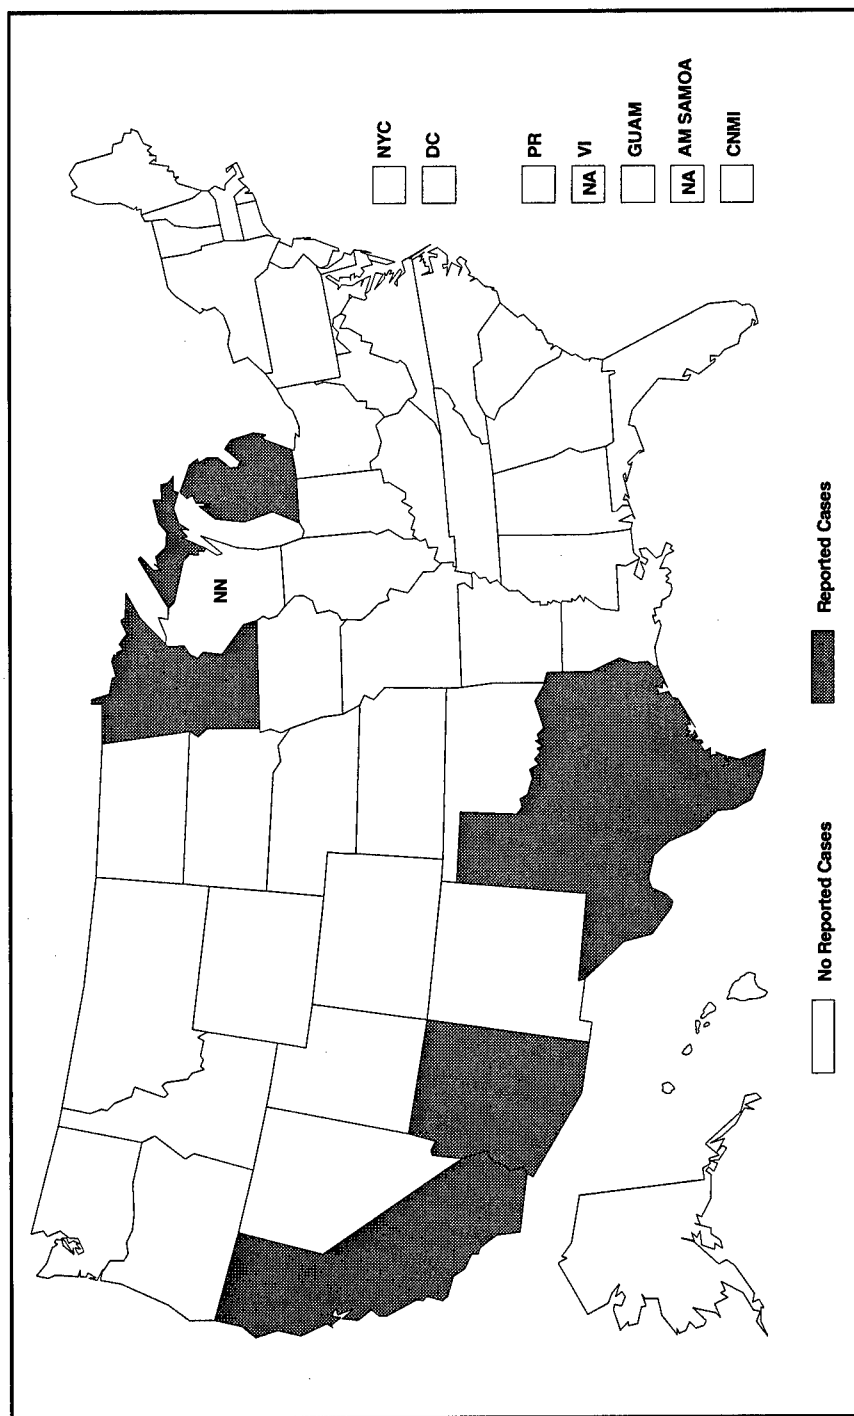 NN
NYC
DC
PR
NA VI
GUAM
NA AM SAMOA
CNMI
No Reported Cases
Reported Cases